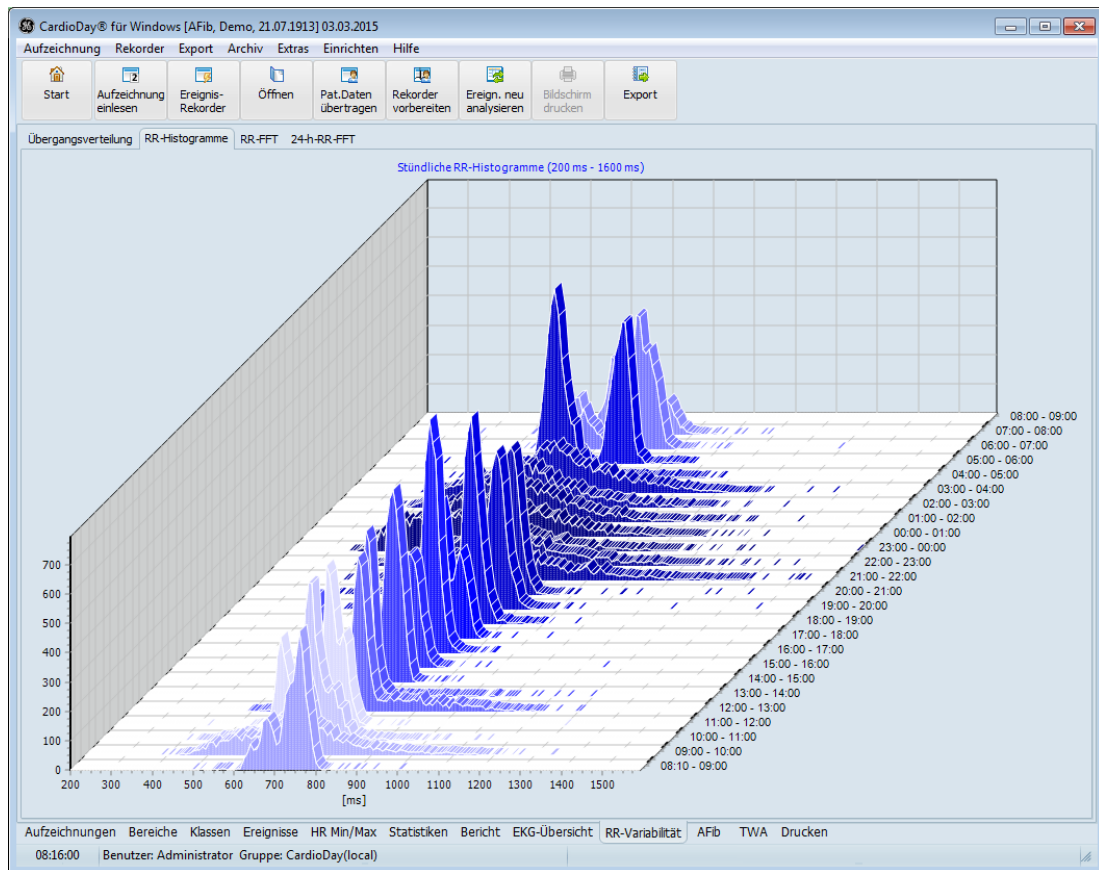 CardioDay® für Windows [AFib, Demo, 21.07.1913] 03.03.2015
Aufzeichnung Rekorder Export Archiv Extras Einrichten Hilfe
Start
Aufzeichnung einlesen
Ereignis-Rekorder
Öffnen
Pat.Daten übertragen
Rekorder vorbereiten
Ereign. neu analysieren
Bildschirm drucken
Export
Übergangsverteilung RR-Histogramme RR-FFT 24-h-RR-FFT
Stündliche RR-Histogramme (200 ms - 1600 ms)
08:00 - 09:00
07:00 - 08:00
06:00 - 07:00
05:00 - 06:00
04:00 - 05:00
03:00 - 04:00
02:00 - 03:00
01:00 - 02:00
00:00 - 01:00
23:00 - 00:00
22:00 - 23:00
21:00 - 22:00
20:00 - 21:00
19:00 - 20:00
18:00 - 19:00
17:00 - 18:00
16:00 - 17:00
15:00 - 16:00
14:00 - 15:00
13:00 - 14:00
12:00 - 13:00
11:00 - 12:00
10:00 - 11:00
09:00 - 10:00
08:10 - 09:00
700
600
500
400
300
200
100
0
200 300 400 500 600 700 800 900 1000 1100 1200 1300 1400 1500
[ms]
Aufzeichnungen Bereiche Klassen Ereignisse HR Min/Max Statistiken Bericht EKG-Übersicht RR-Variabilität AFib TWA Drucken
08:16:00 Benutzer: Administrator Gruppe: CardioDay(local)